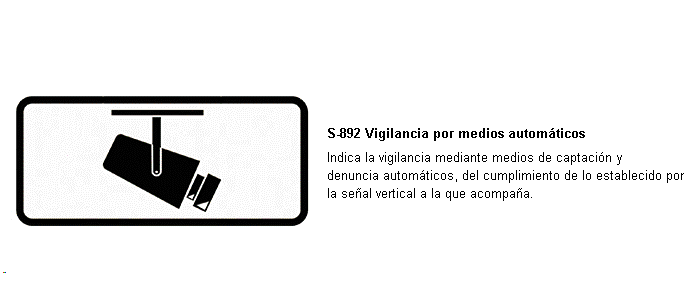 S-892 Vigilancia por medios automáticos
Indica la vigilancia mediante medios de captación y
denuncia automáticos, del cumplimiento de lo establecido por
la señal vertical a la que acompaña.